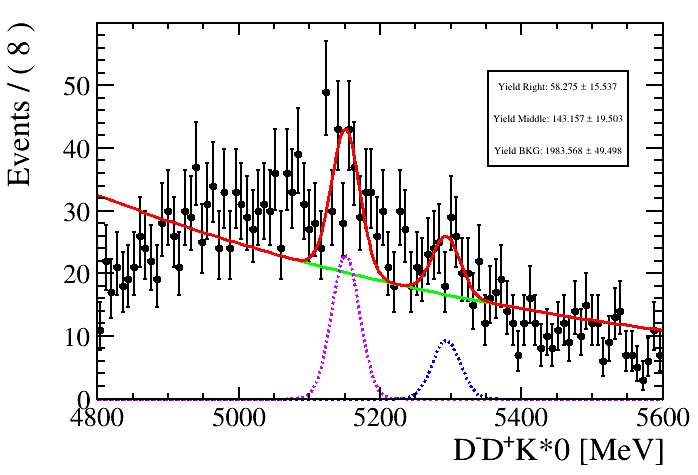 Events / ( 8 )
50
40
30
20
10
0
Yield Right: 58.275 ± 15.537
Yield Middle: 143.157 ± 19.503
Yield BKG: 1983.568 ± 49.498
4800 5000 5200 5400 5600
D⁻D⁺K*0 [MeV]